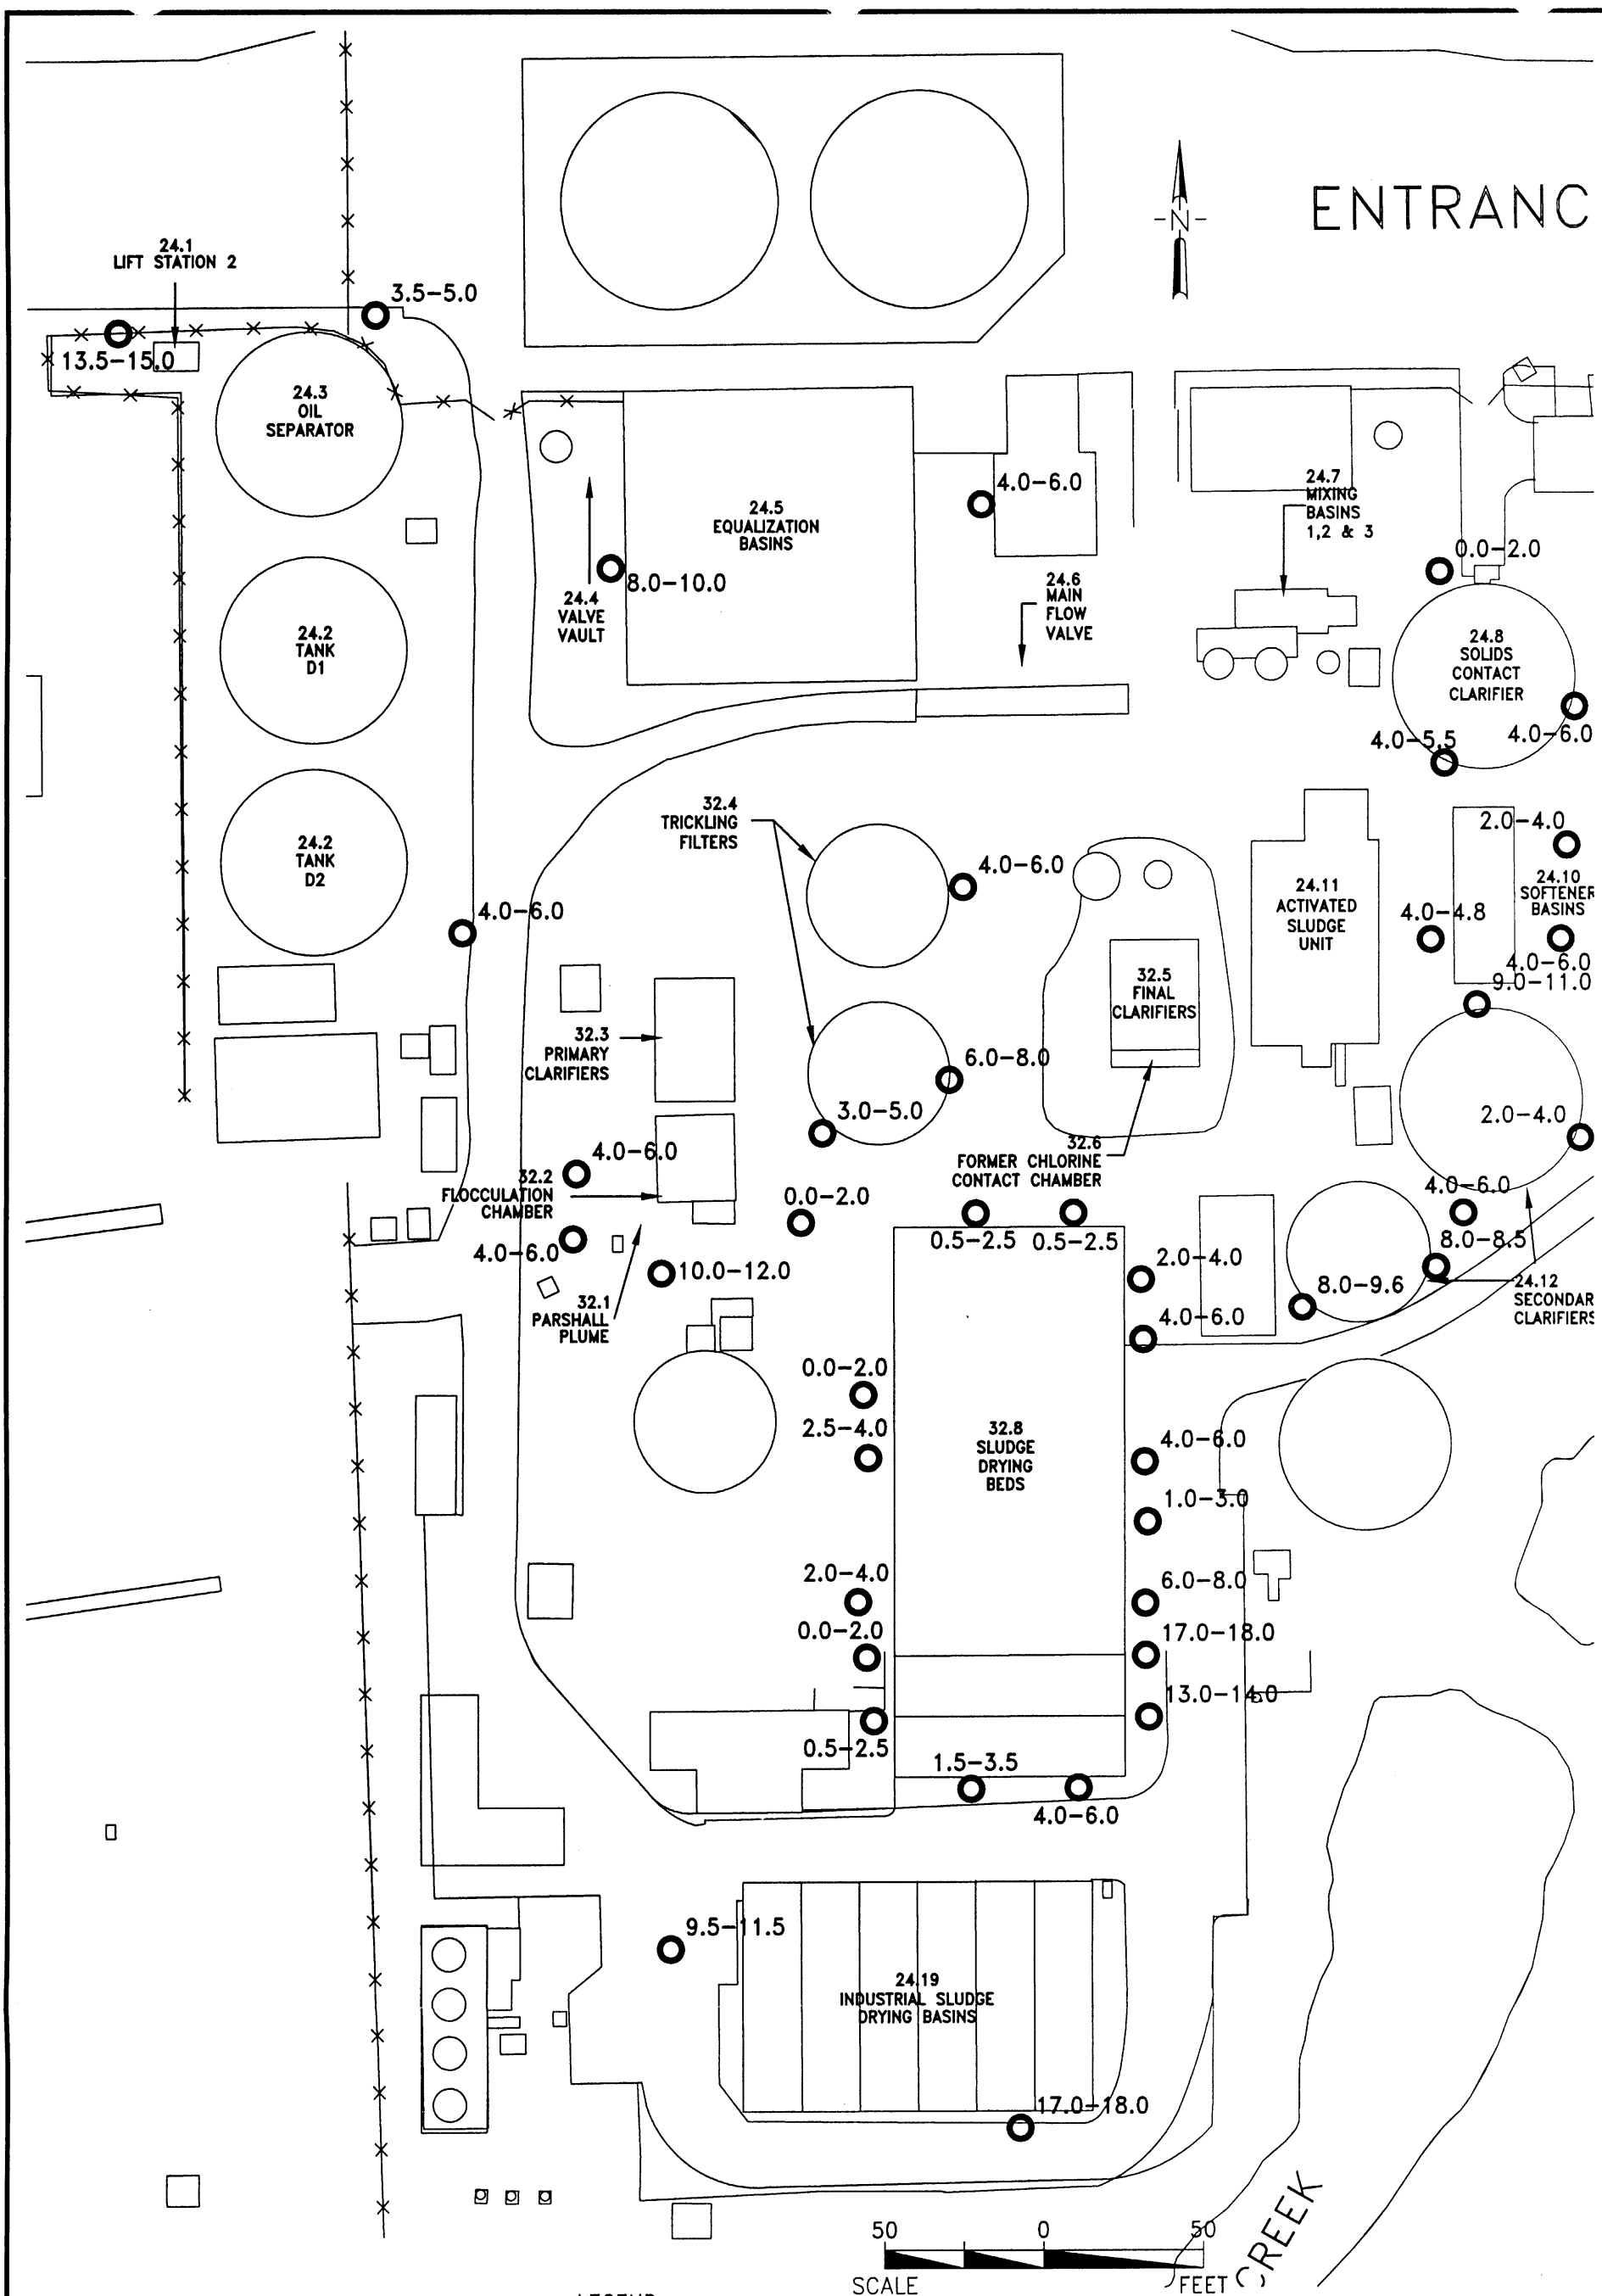 ENTRANC
N
24.1
LIFT STATION 2
3.5-5.0
13.5-15.0
24.3
OIL
SEPARATOR
24.5
EQUALIZATION
BASINS
4.0-6.0
24.7
MIXING
BASINS
1,2 & 3
0.0-2.0
8.0-10.0
24.4
VALVE
VAULT
24.6
MAIN
FLOW
VALVE
24.2
TANK
D1
24.8
SOLIDS
CONTACT
CLARIFIER
4.0-5.5
4.0-6.0
24.2
TANK
D2
32.4
TRICKLING
FILTERS
4.0-6.0
2.0-4.0
24.10
SOFTENER
BASINS
24.11
ACTIVATED
SLUDGE
UNIT
4.0-4.8
4.0-6.0
4.0-6.0
9.0-11.0
32.5
FINAL
CLARIFIERS
32.3
PRIMARY
CLARIFIERS
6.0-8.0
3.0-5.0
2.0-4.0
32.6
FORMER CHLORINE
CONTACT CHAMBER
4.0-6.0
32.2
FLOCCULATION
CHAMBER
0.0-2.0
4.0-6.0
4.0-6.0
0.5-2.5
0.5-2.5
8.0-8.5
10.0-12.0
2.0-4.0
8.0-9.6
24.12
SECONDAR
CLARIFIERS
32.1
PARSHALL
PLUME
4.0-6.0
0.0-2.0
2.5-4.0
32.8
SLUDGE
DRYING
BEDS
4.0-6.0
1.0-3.0
2.0-4.0
6.0-8.0
0.0-2.0
17.0-18.0
13.0-14.0
0.5-2.5
1.5-3.5
4.0-6.0
9.5-11.5
24.19
INDUSTRIAL SLUDGE
DRYING BASINS
17.0-18.0
CREEK
50 0 50
SCALE FEET
LEGEND